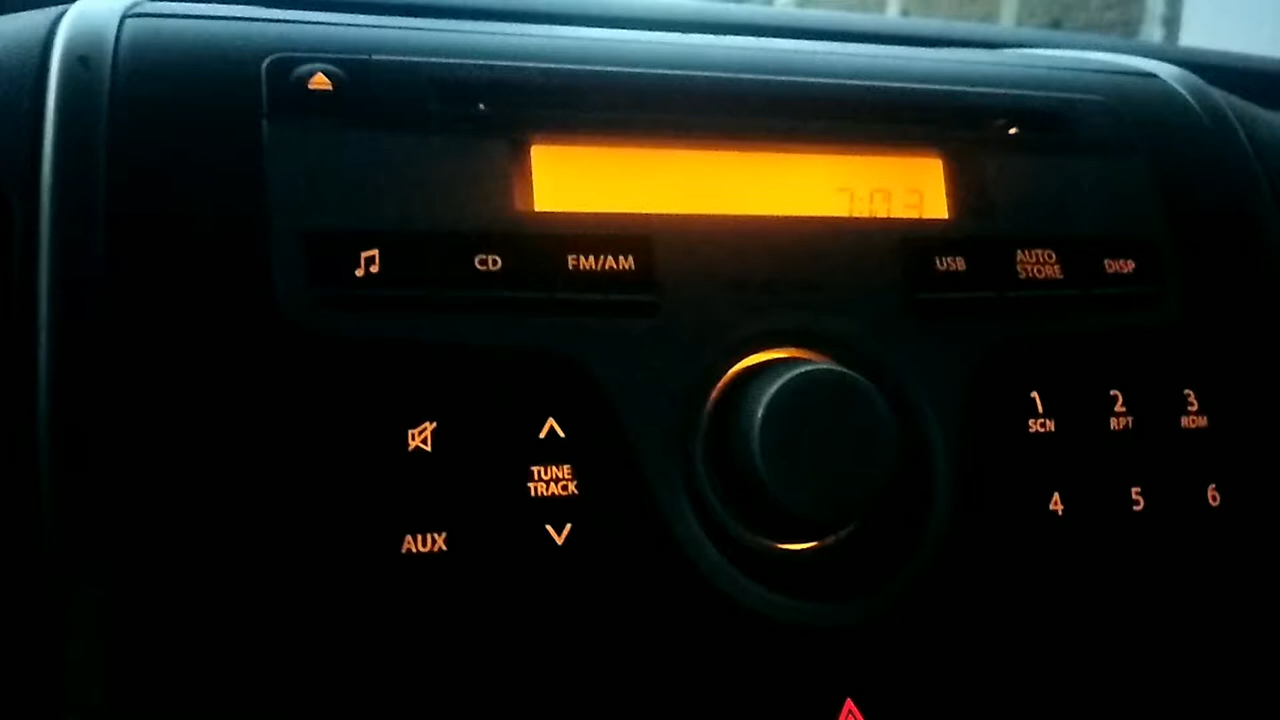 7:03
CD
FM/AM
USB
AUTO
STORE
DISP
1
SCN
2
RPT
3
RDM
TUNE
TRACK
AUX
4
5
6